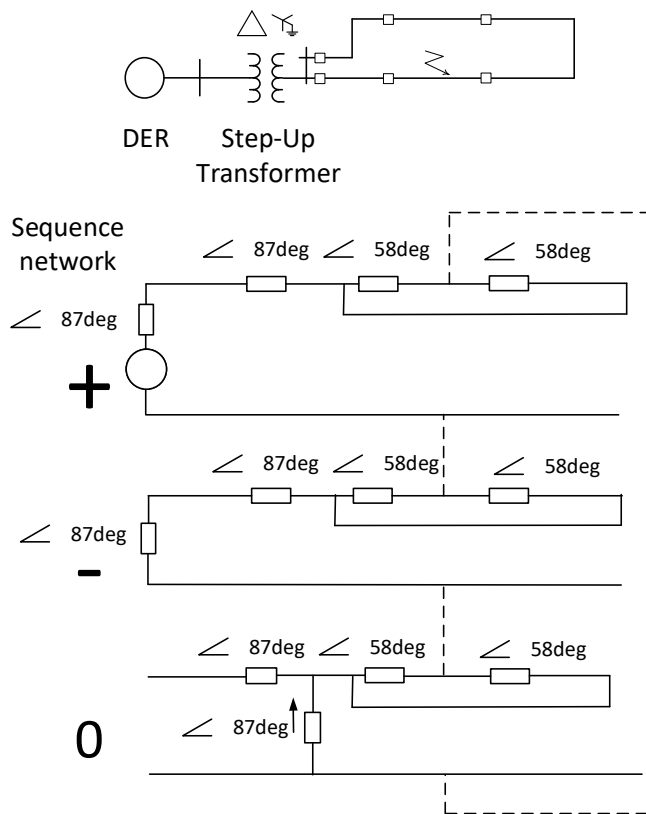 DER
Step-Up
Transformer
Sequence
network
87deg
58deg
58deg
87deg
+
87deg
58deg
58deg
87deg
-
87deg
58deg
58deg
87deg
0